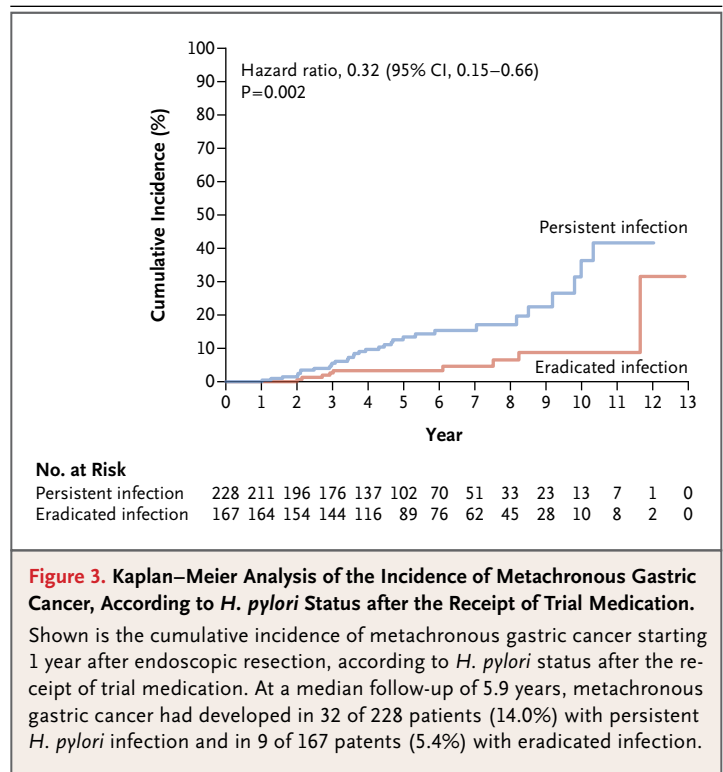 100
90
80
70
60
50
40
30
20
10
0
Cumulative Incidence (%)
Hazard ratio, 0.32 (95% CI, 0.15–0.66)
P=0.002
Persistent infection
Eradicated infection
0 1 2 3 4 5 6 7 8 9 10 11 12 13
Year
No. at Risk
Persistent infection 228 211 196 176 137 102 70 51 33 23 13 7 1 0
Eradicated infection 167 164 154 144 116 89 76 62 45 28 10 8 2 0
Figure 3. Kaplan–Meier Analysis of the Incidence of Metachronous Gastric
Cancer, According to H. pylori Status after the Receipt of Trial Medication.
Shown is the cumulative incidence of metachronous gastric cancer starting
1 year after endoscopic resection, according to H. pylori status after the re-
ceipt of trial medication. At a median follow-up of 5.9 years, metachronous
gastric cancer had developed in 32 of 228 patients (14.0%) with persistent
H. pylori infection and in 9 of 167 patents (5.4%) with eradicated infection.